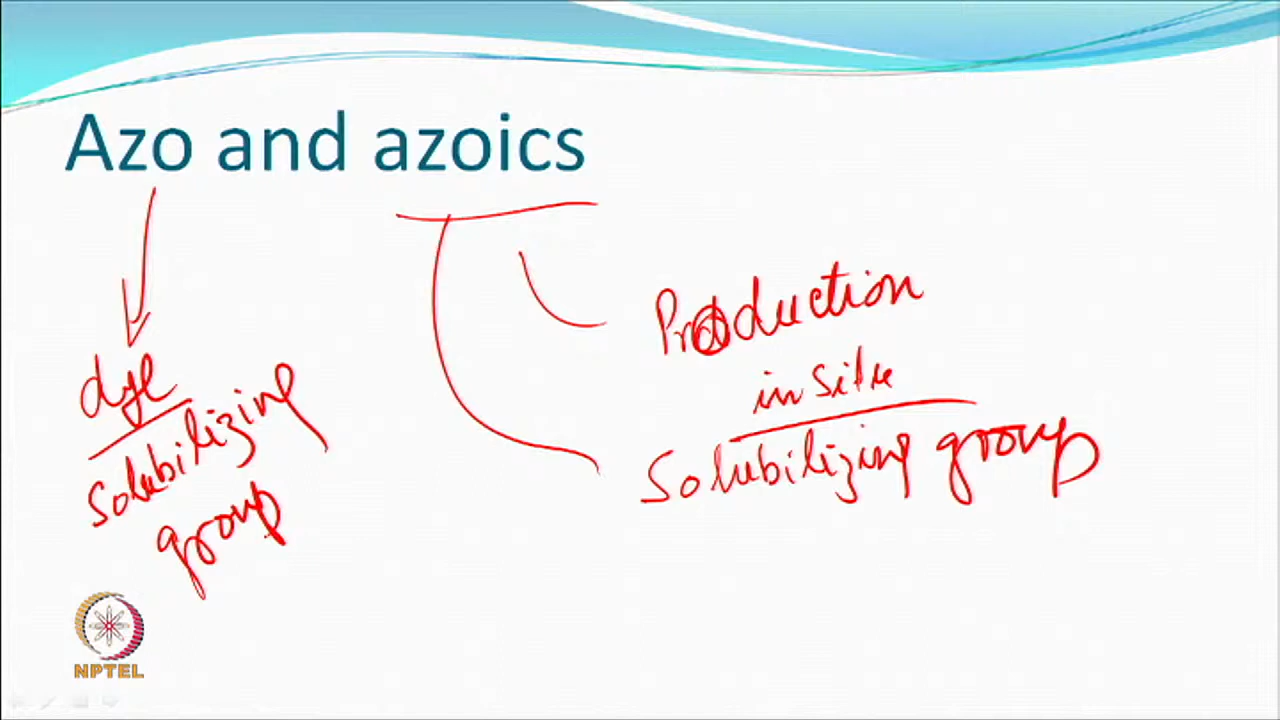 Azo and azoics
dye
solubilizing
group
Production
in situ
Solubilizing group
NPTEL